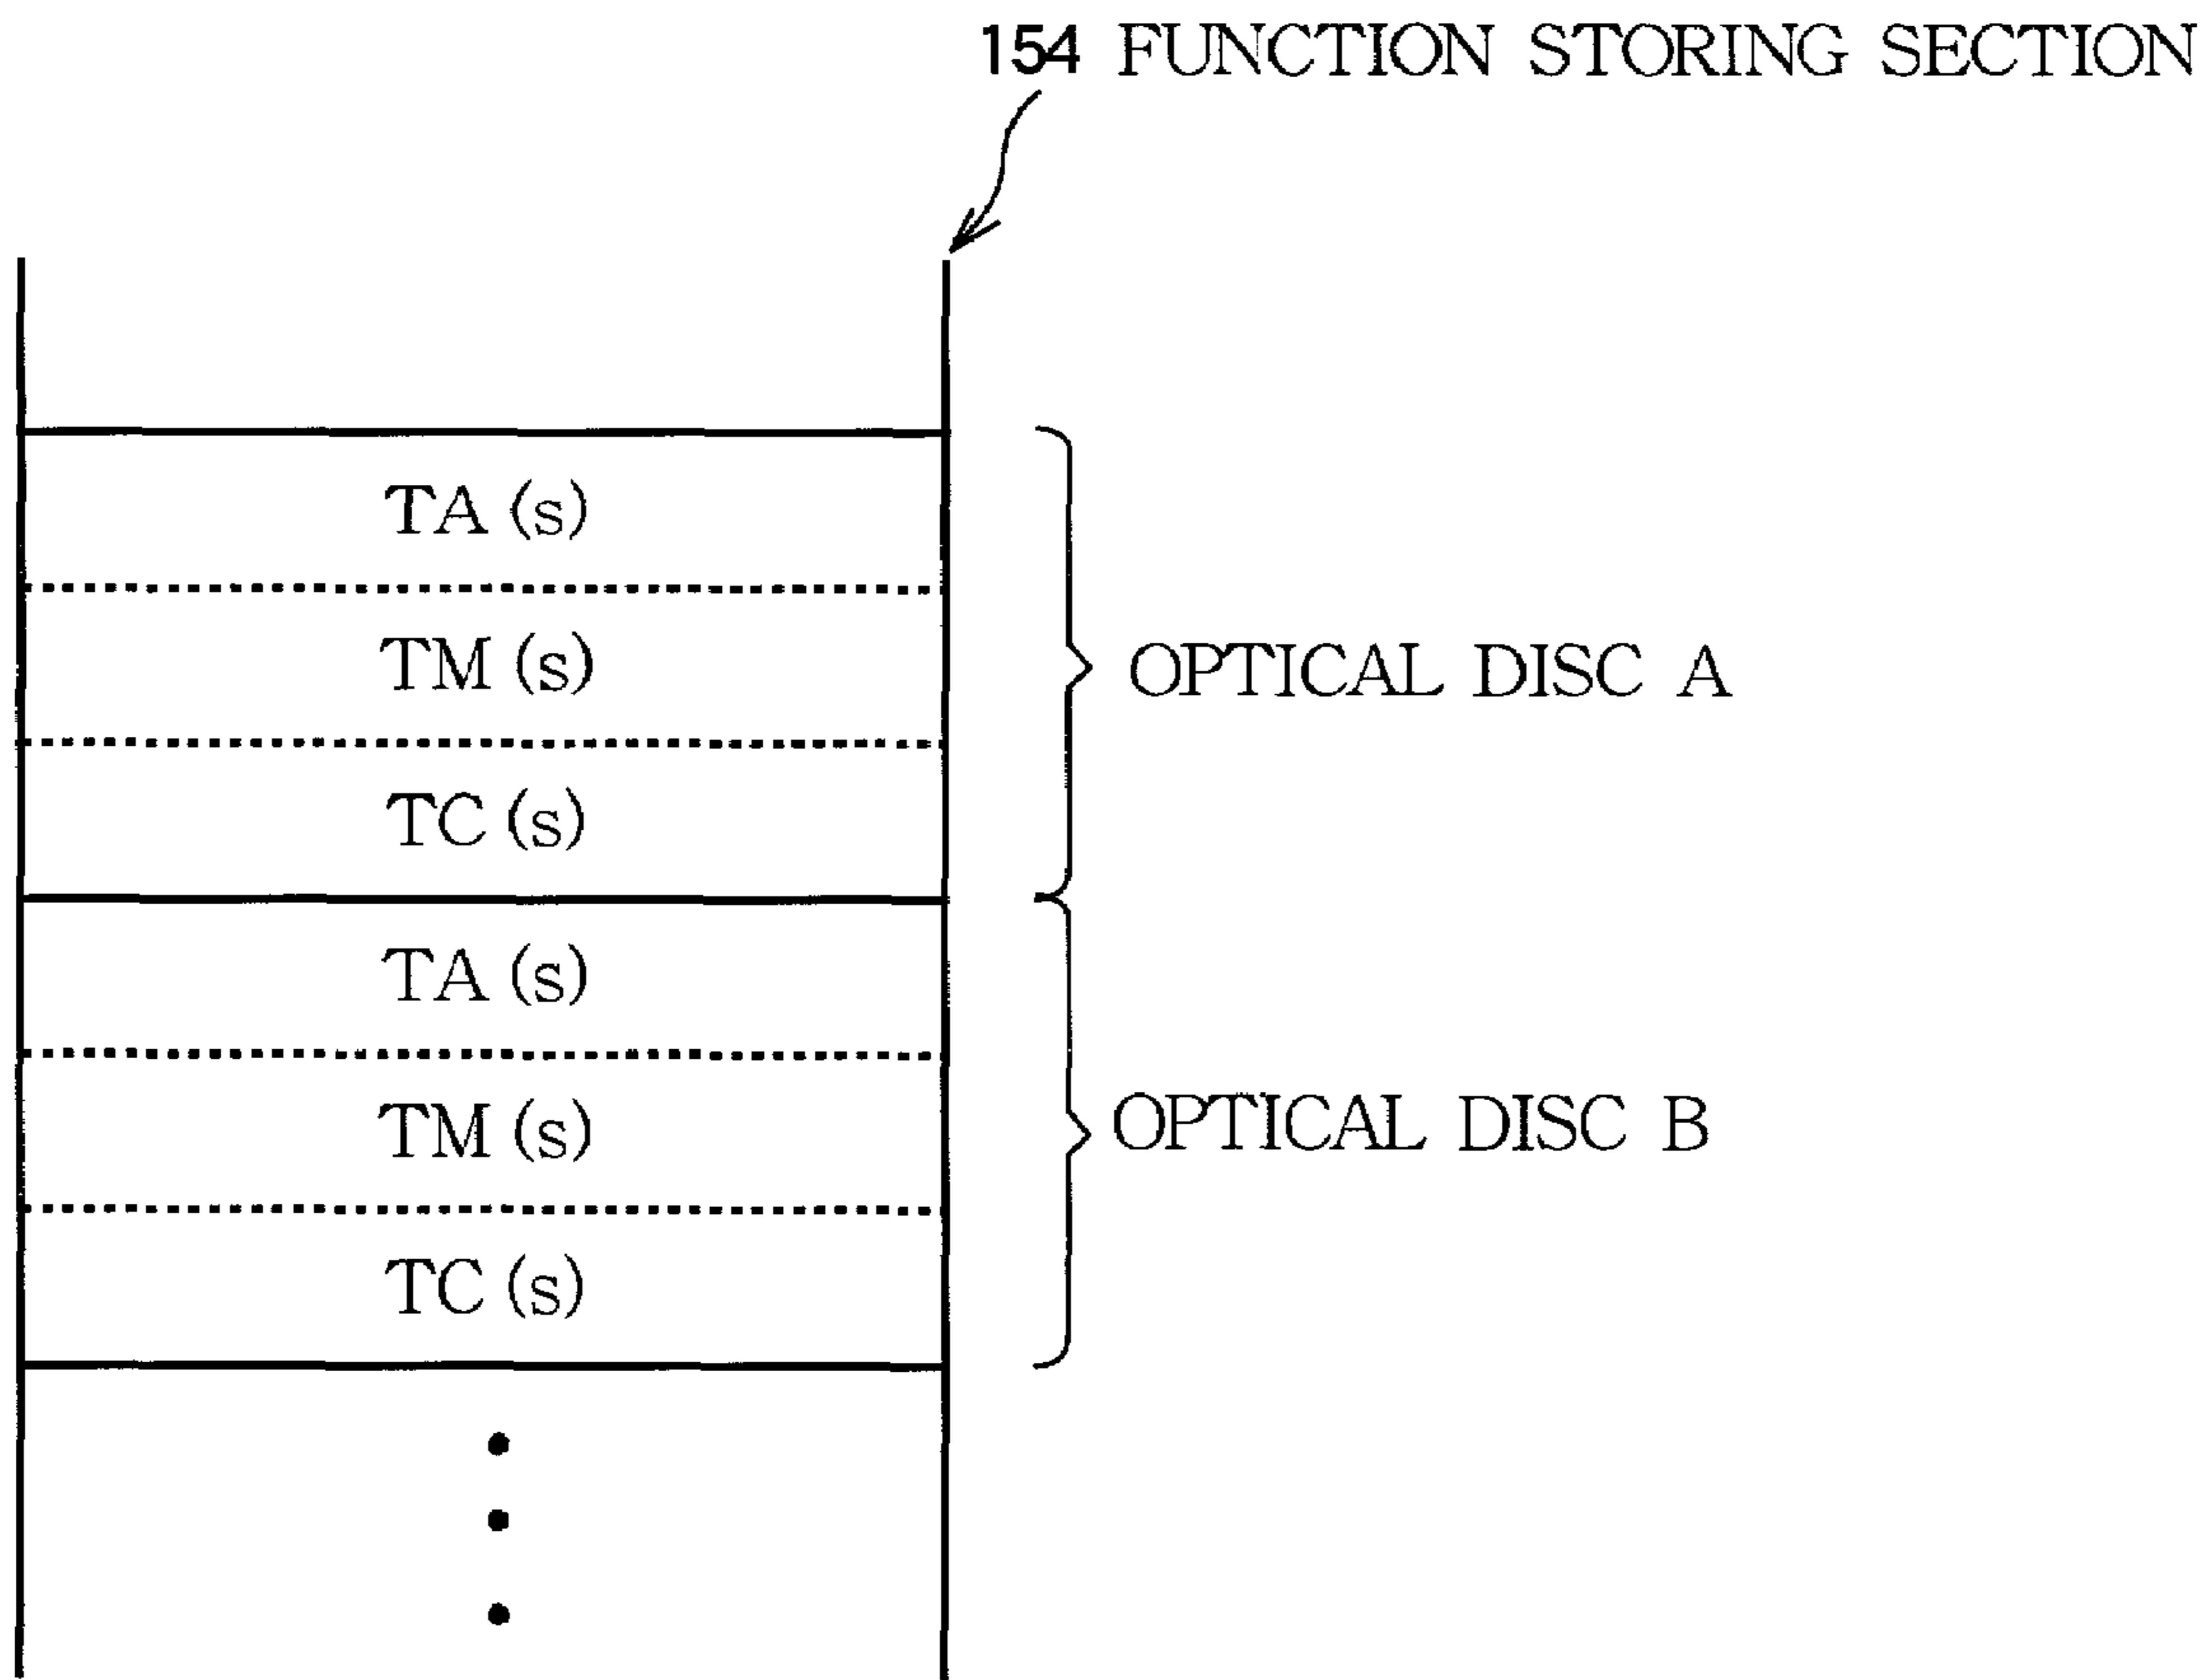 154 FUNCTION STORING SECTION
TA (s)
TM (s)
TC (s)
OPTICAL DISC A
TA (s)
TM (s)
TC (s)
OPTICAL DISC B